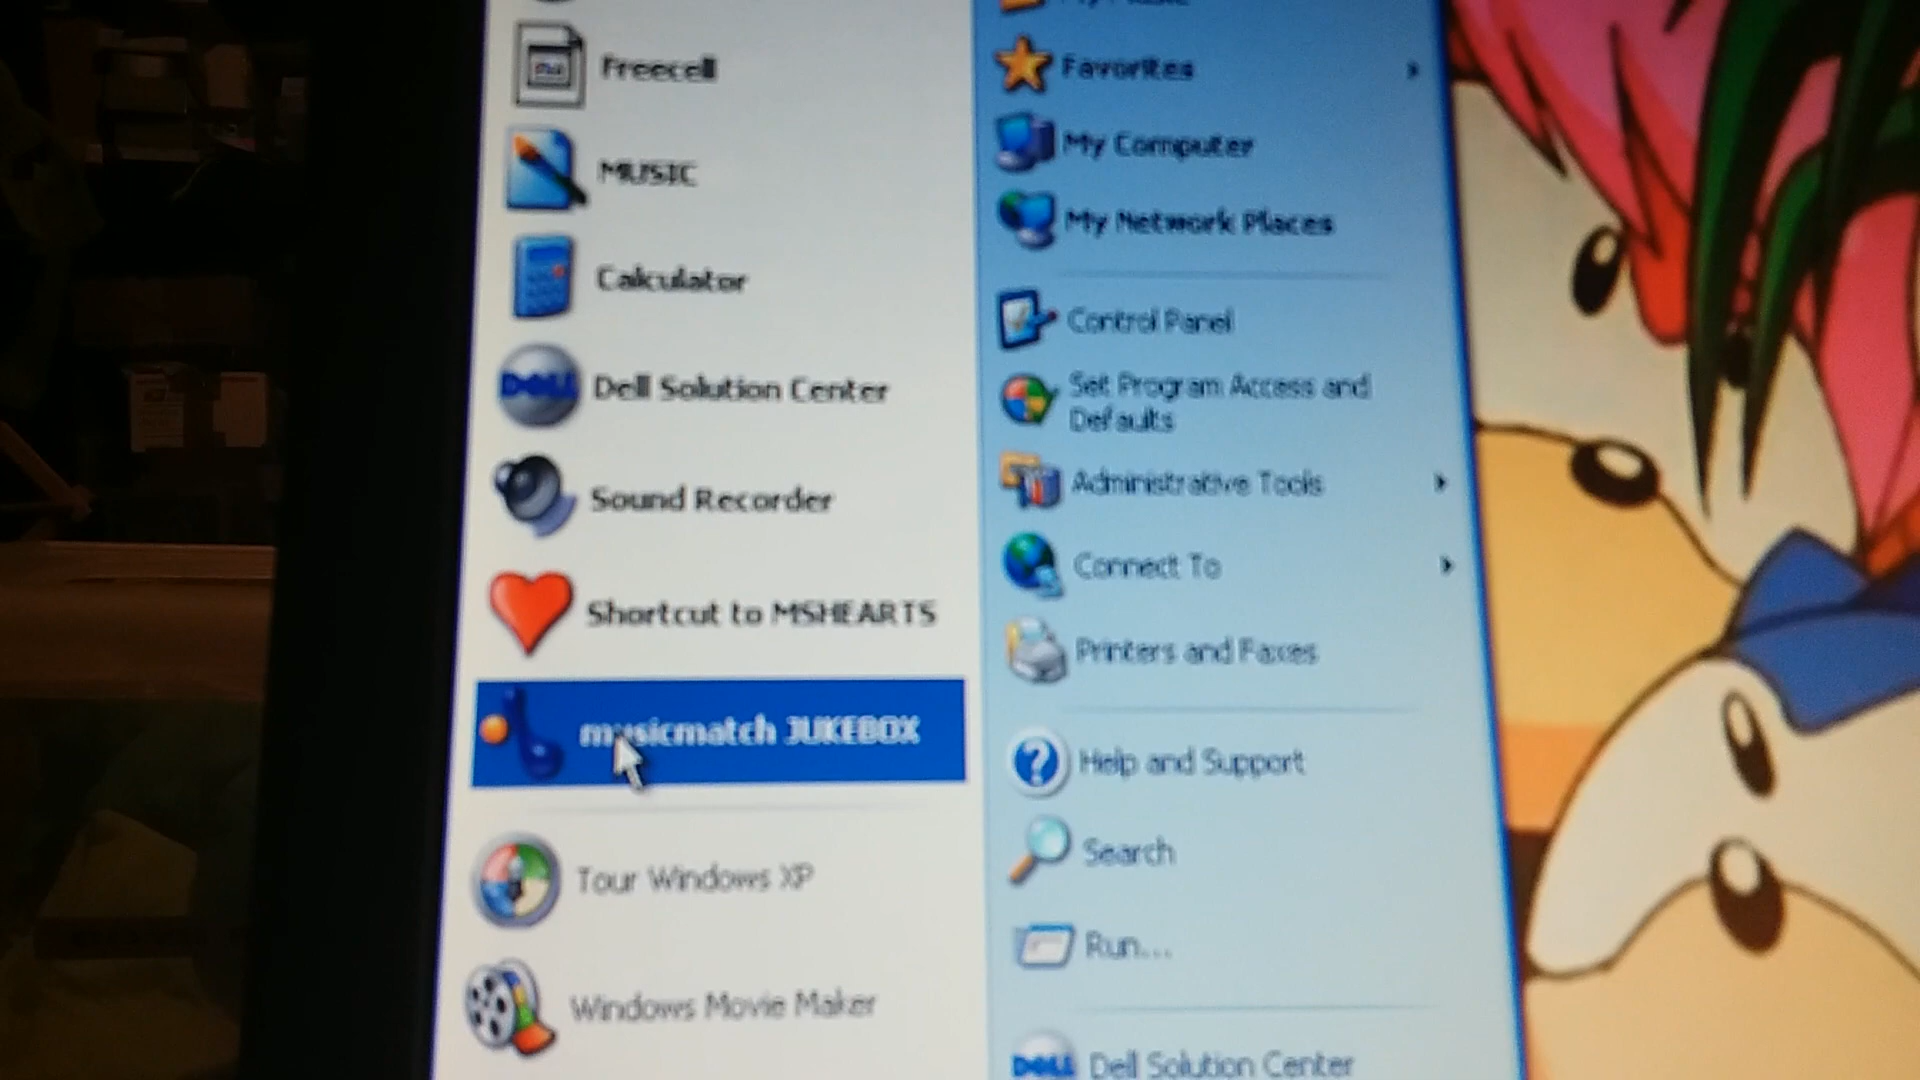 Freecell
MUSIC
Calculator
DELL
Dell Solution Center
Sound Recorder
Shortcut to MSHEARTS
musicmatch JUKEBOX
Tour Windows XP
Windows Movie Maker
Favorites
My Computer
My Network Places
Control Panel
Set Program Access and
Defaults
Administrative Tools
Connect To
Printers and Faxes
Help and Support
Search
Run...
DELL Dell Solution Center